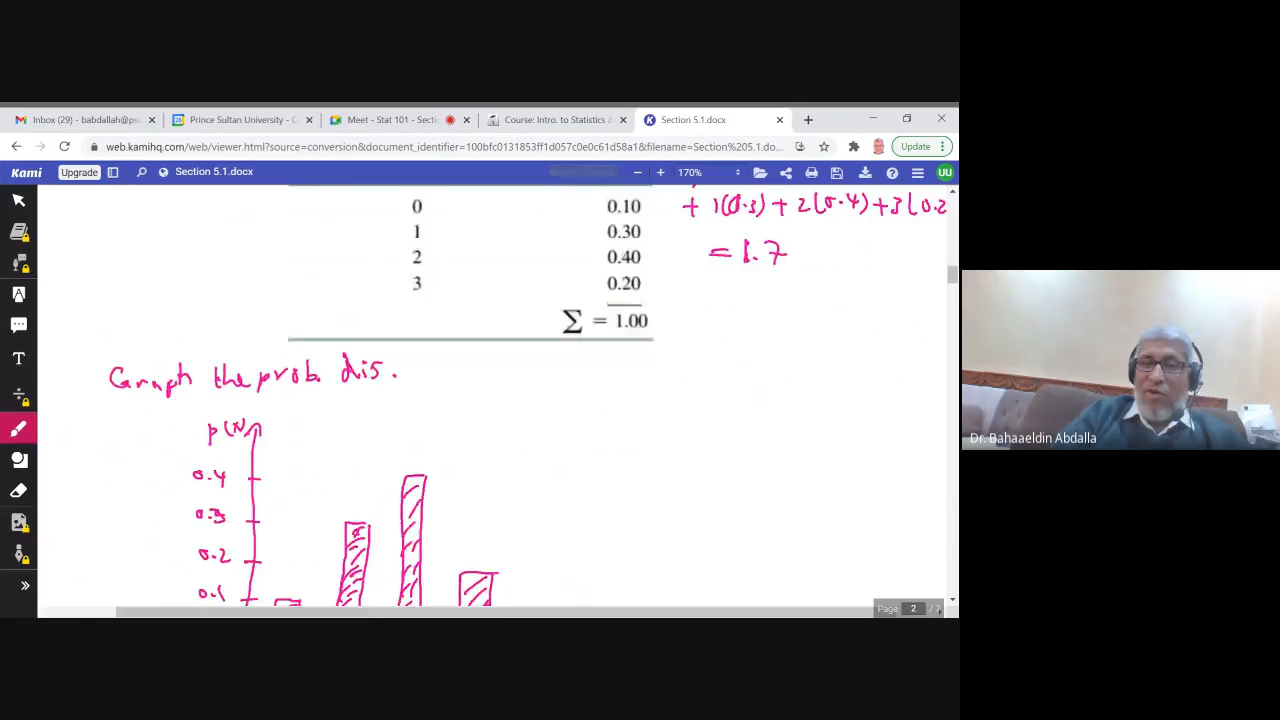 Inbox (29) - babdallah@ps
Prince Sultan University - C
Meet - Stat 101 - Sectio
Course: Intro. to Statistics &
Section 5.1.docx
web.kamihq.com/web/viewer.html?source=conversion&document_identifier=100bfc0131853ff1d057c0e0c61d58a1&filename=Section%205.1.do...
Update
Kami
Upgrade
Section 5.1.docx
170%
UU
0 0.10
1 0.30
2 0.40
3 0.20
∑ = 1.00
+ 1(0.3) + 2(0.4) + 3(0.2
= 1.7
Graph the prob. dis.
p(x)
0.4
0.3
0.2
0.1
T
Page 2 / 7
Dr. Bahaaeldin Abdalla